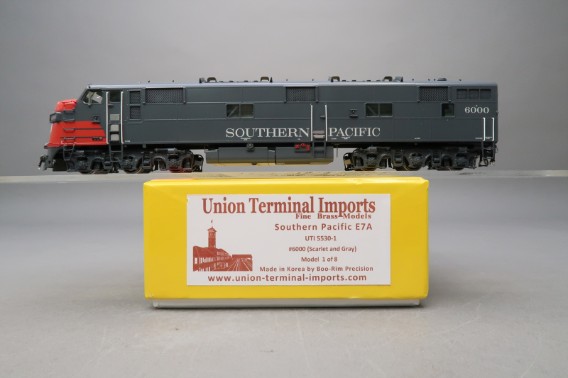 6000
SOUTHERN PACIFIC
Union Terminal Imports
Fine Brass Models
Southern Pacific E7A
UTI 5530-1
#6000 (Scarlet and Gray)
Model 1 of 8
Made in Korea by Boo-Rim Precision
www.union-terminal-imports.com